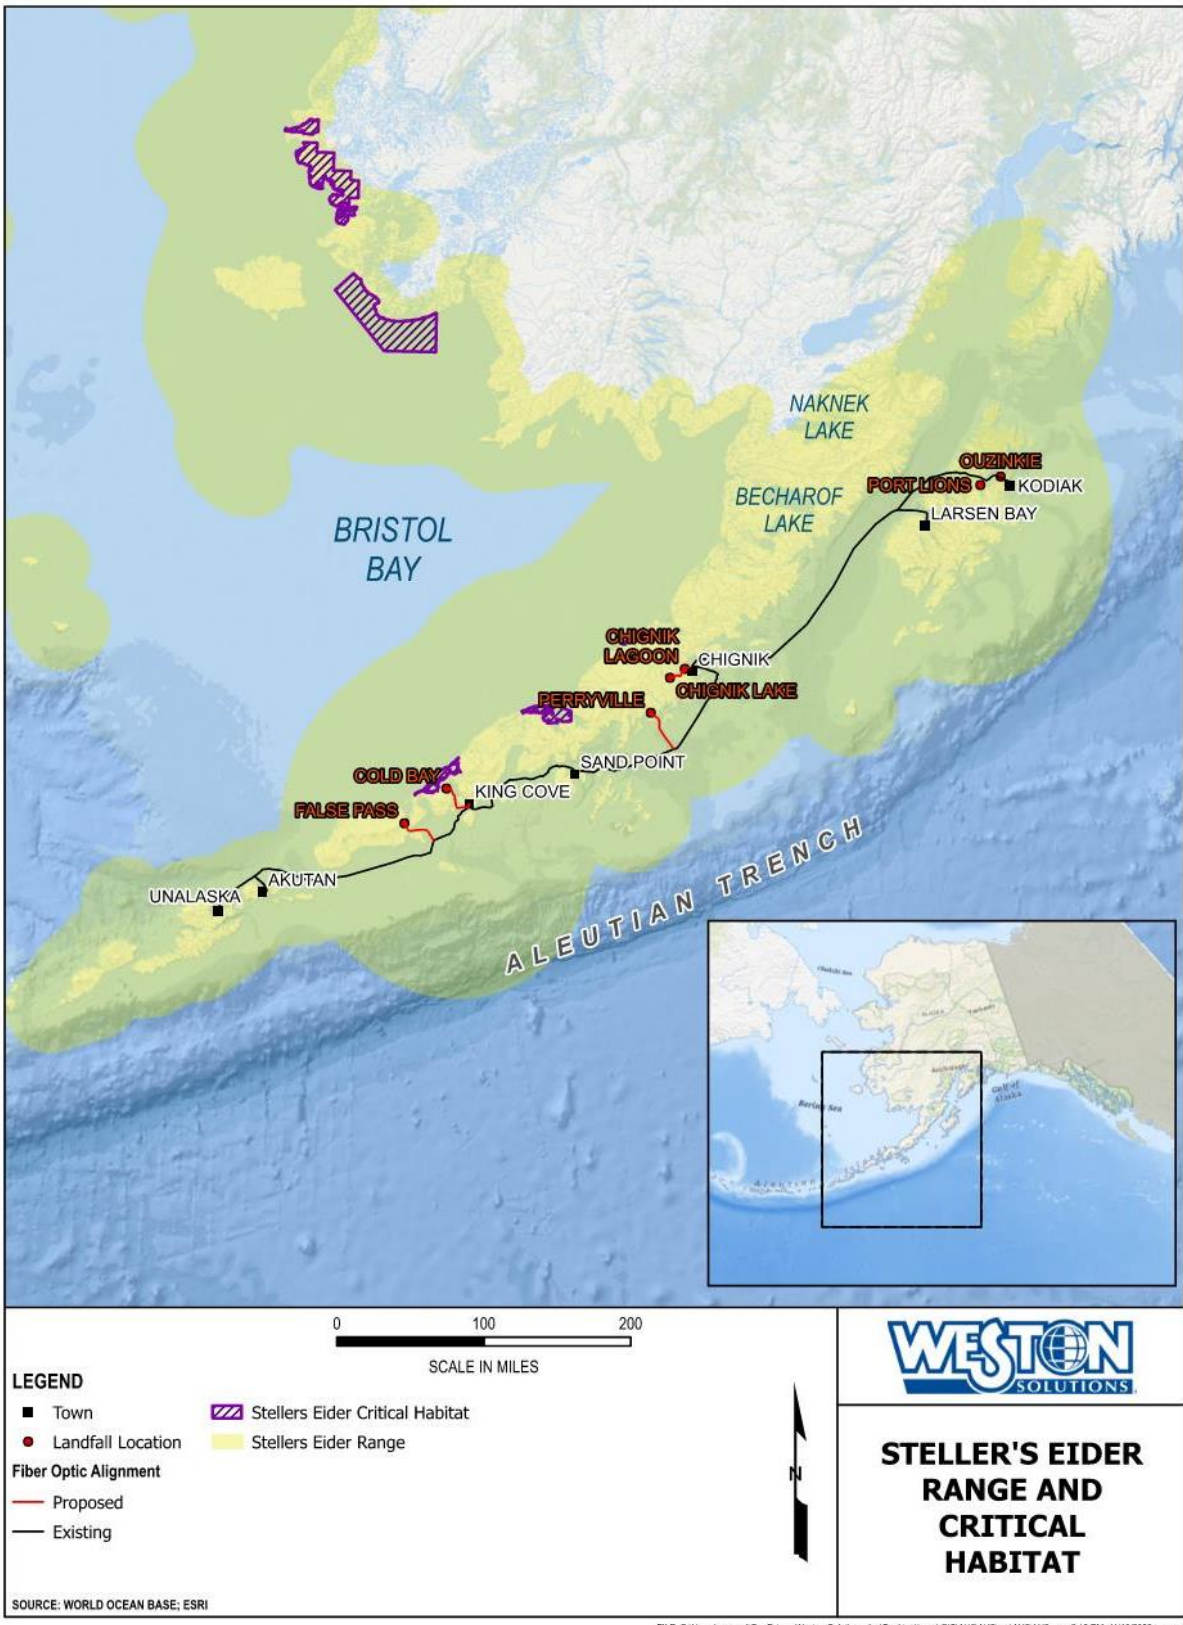 NAKNEK
LAKE
OUZINKIE
PORT LIONS
KODIAK
BECHAROF
LAKE
LARSEN BAY
BRISTOL
BAY
CHIGNIK
LAGOON
CHIGNIK
CHIGNIK LAKE
PERRYVILLE
SAND POINT
COLD BAY
KING COVE
FALSE PASS
ALEUTIAN TRENCH
AKUTAN
UNALASKA
Bering Sea
Gulf of
Alaska
0 100 200
SCALE IN MILES
LEGEND
Town
Landfall Location
Stellers Eider Critical Habitat
Stellers Eider Range
Fiber Optic Alignment
Proposed
Existing
N
SOURCE: WORLD OCEAN BASE; ESRI
WESTON
SOLUTIONS
STELLER'S EIDER
RANGE AND
CRITICAL
HABITAT